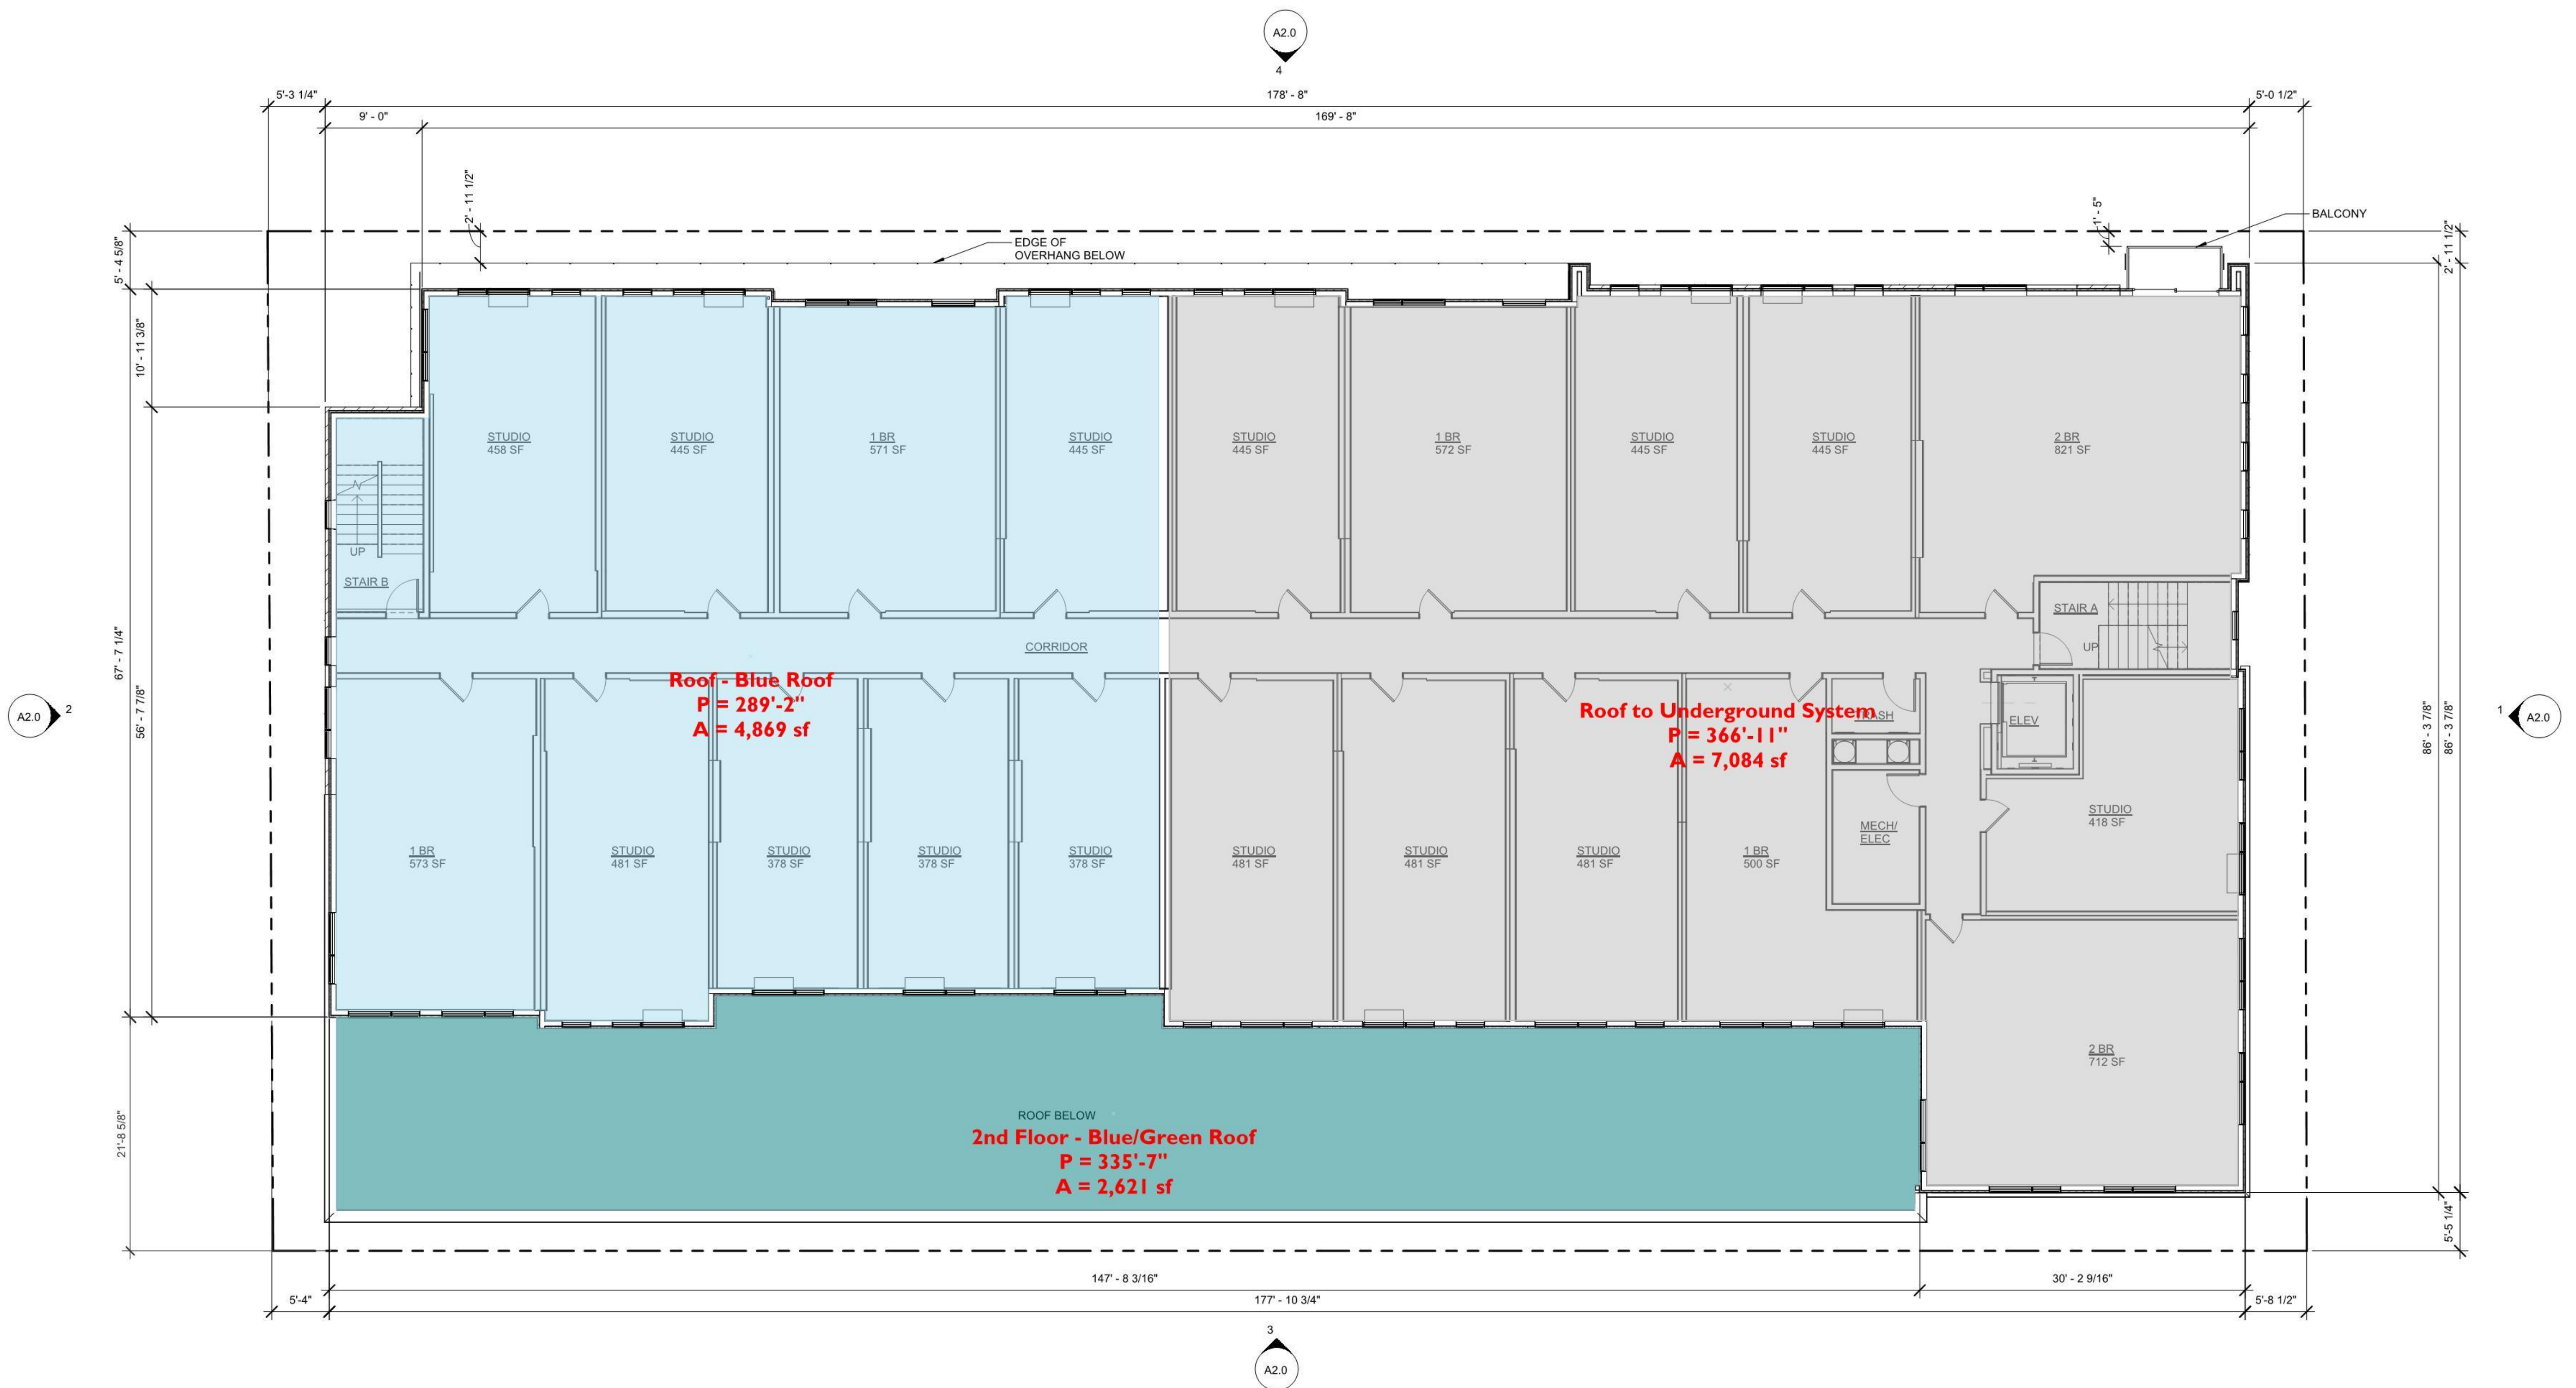 A2.0
4
5'-3 1/4"
178' - 8"
5'-0 1/2"
9' - 0"
169' - 8"
2' - 11 1/2"
1' - 5"
BALCONY
5' - 4 5/8"
EDGE OF
OVERHANG BELOW
2' - 11 1/2"
10' - 11 3/8"
STUDIO
458 SF
STUDIO
445 SF
1 BR
571 SF
STUDIO
445 SF
STUDIO
445 SF
1 BR
572 SF
STUDIO
445 SF
STUDIO
445 SF
2 BR
821 SF
UP
STAIR B
STAIR A
UP
CORRIDOR
67' - 7 1/4"
56' - 7 7/8"
A2.0
2
Roof - Blue Roof
P = 289'-2"
A = 4,869 sf
Roof to Underground System
P = 366'-11"
A = 7,084 sf
TRASH
ELEV
86' - 3 7/8"
86' - 3 7/8"
1
A2.0
1 BR
573 SF
STUDIO
481 SF
STUDIO
378 SF
STUDIO
378 SF
STUDIO
378 SF
STUDIO
481 SF
STUDIO
481 SF
STUDIO
481 SF
1 BR
500 SF
MECH/
ELEC
STUDIO
418 SF
2 BR
712 SF
21'-8 5/8"
ROOF BELOW
2nd Floor - Blue/Green Roof
P = 335'-7"
A = 2,621 sf
5'-5 1/4"
147' - 8 3/16"
30' - 2 9/16"
5'-4"
177' - 10 3/4"
5'-8 1/2"
3
A2.0